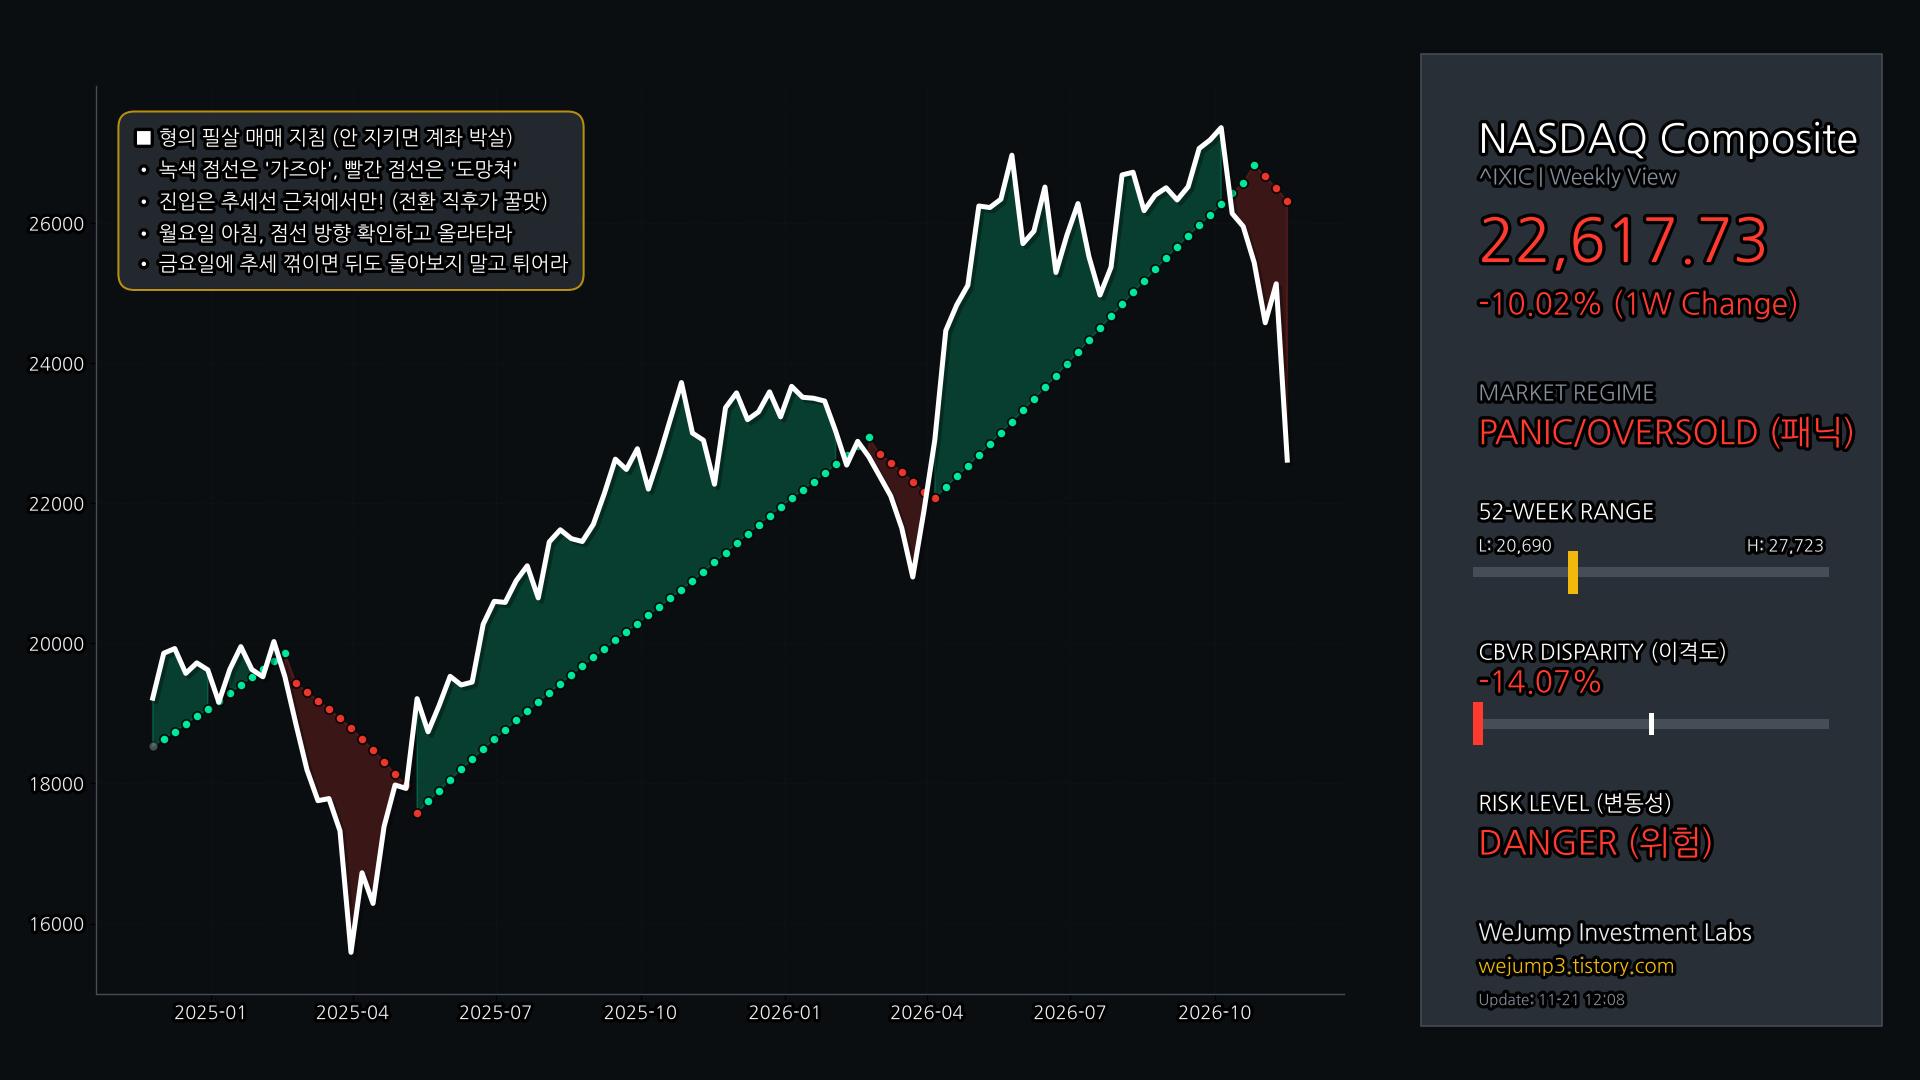 ■ 형의 필살 매매 지침 (안 지키면 계좌 박살)
• 녹색 점선은 '가즈아', 빨간 점선은 '도망쳐'
• 진입은 추세선 근처에서만! (전환 직후가 꿀맛)
• 월요일 아침, 점선 방향 확인하고 올라타라
• 금요일에 추세 꺾이면 뒤도 돌아보지 말고 튀어라
26000
24000
22000
20000
18000
16000
2025-01
2025-04
2025-07
2025-10
2026-01
2026-04
2026-07
2026-10
NASDAQ Composite
^IXIC | Weekly View
22,617.73
-10.02% (1W Change)
MARKET REGIME
PANIC/OVERSOLD (패닉)
52-WEEK RANGE
L: 20,690 H: 27,723
CBVR DISPARITY (이격도)
-14.07%
RISK LEVEL (변동성)
DANGER (위험)
WeJump Investment Labs
wejump3.tistory.com
Update: 11-21 12:08